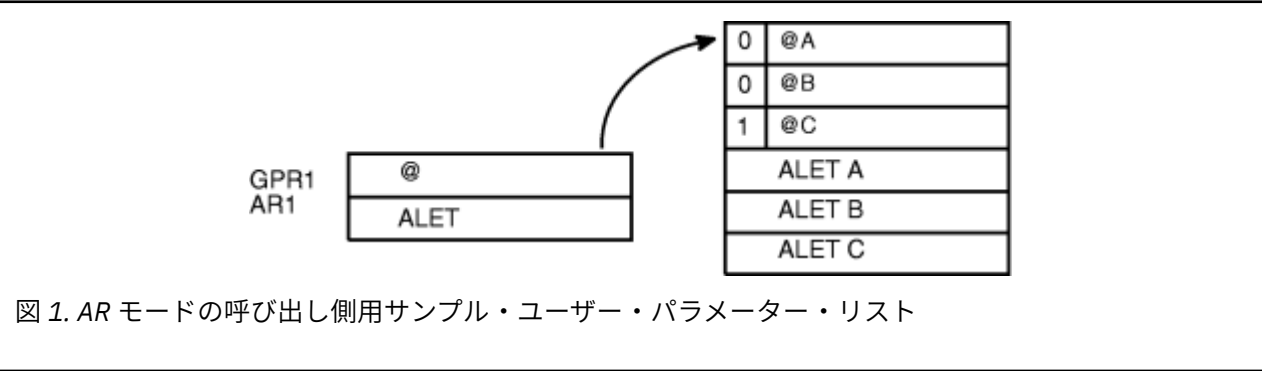 GPR1 @
AR1 ALET
0 @A
0 @B
1 @C
ALET A
ALET B
ALET C
図 1. AR モードの呼び出し側用サンプル・ユーザー・パラメーター・リスト